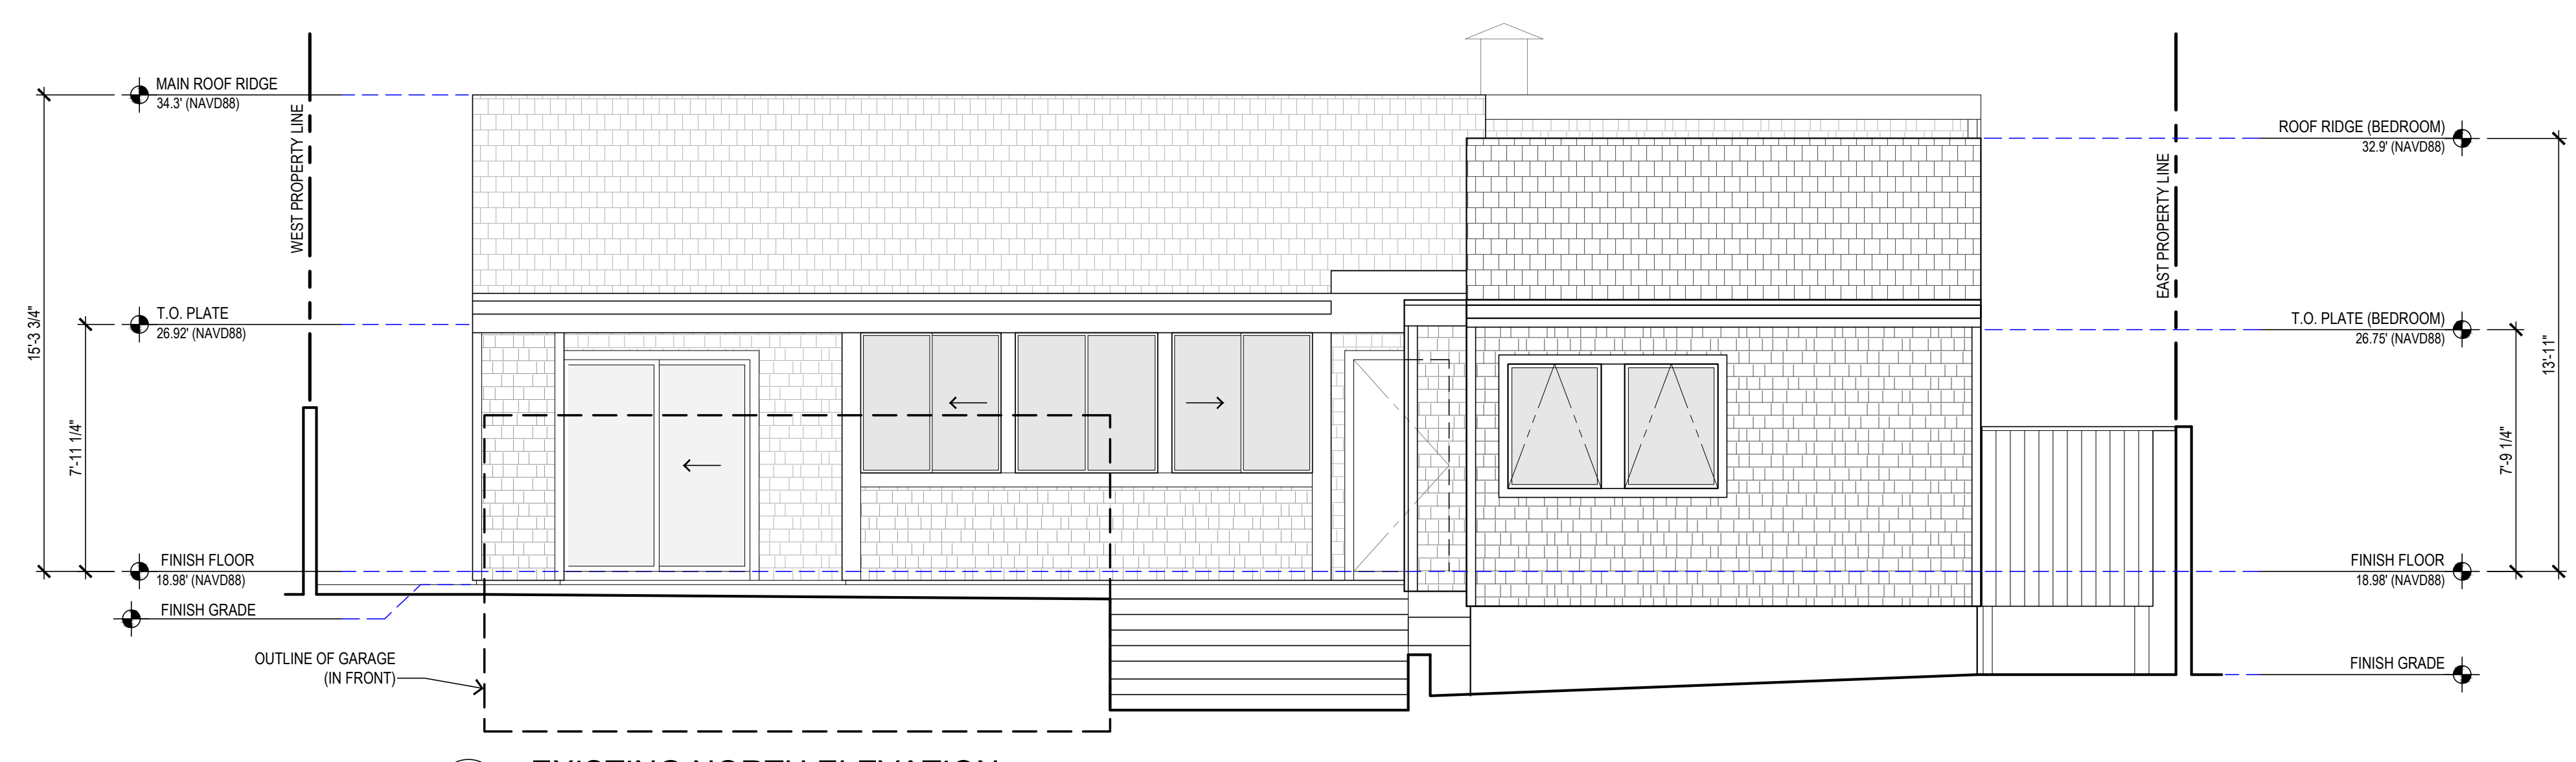 MAIN ROOF RIDGE
34.3' (NAVD88)
WEST PROPERTY LINE
T.O. PLATE
26.92' (NAVD88)
15'-3 3/4"
7'-11 1/4"
FINISH FLOOR
18.98' (NAVD88)
FINISH GRADE
OUTLINE OF GARAGE
(IN FRONT)
ROOF RIDGE (BEDROOM)
32.9' (NAVD88)
EAST PROPERTY LINE
T.O. PLATE (BEDROOM)
26.75' (NAVD88)
13'-11"
7'-9 1/4"
FINISH FLOOR
18.98' (NAVD88)
FINISH GRADE
EXISTING NORTH ELEVATION